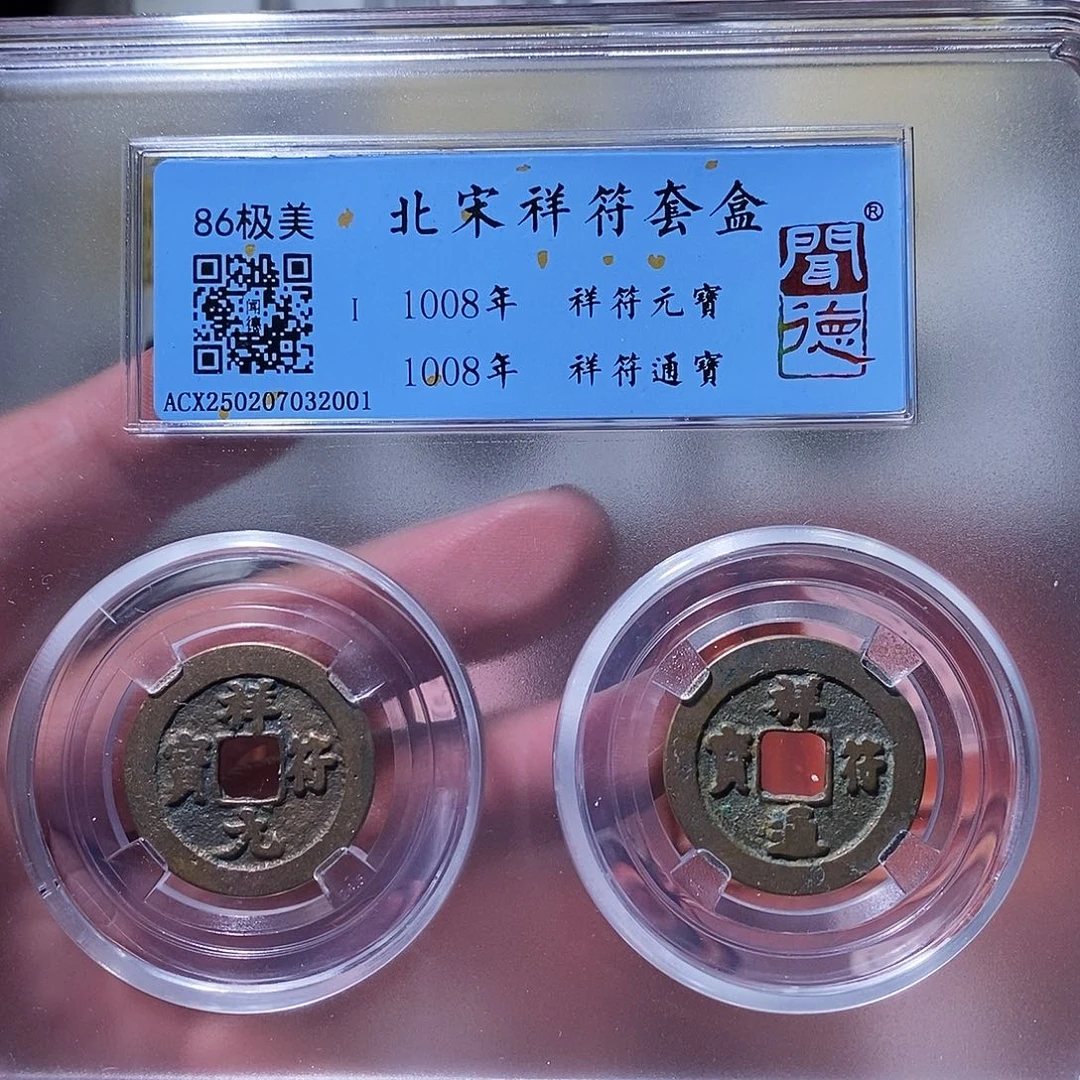 86极美
北宋祥符套盒
®
聞德
聞德
I 1008年 祥符元寶
1008年 祥符通寶
ACX250207032001
祥符元寶
祥符通寶